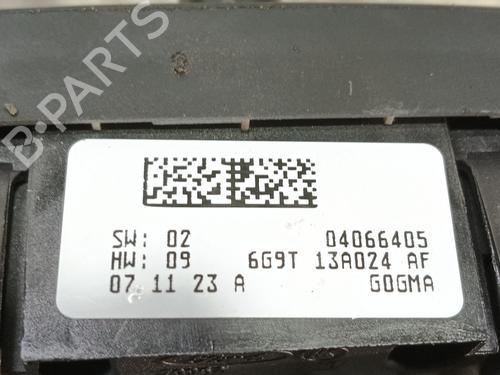 B-PARTS
SW: 02 04066405
HW: 09 6G9T 13A024 AF
07 11 23 A GOGMA